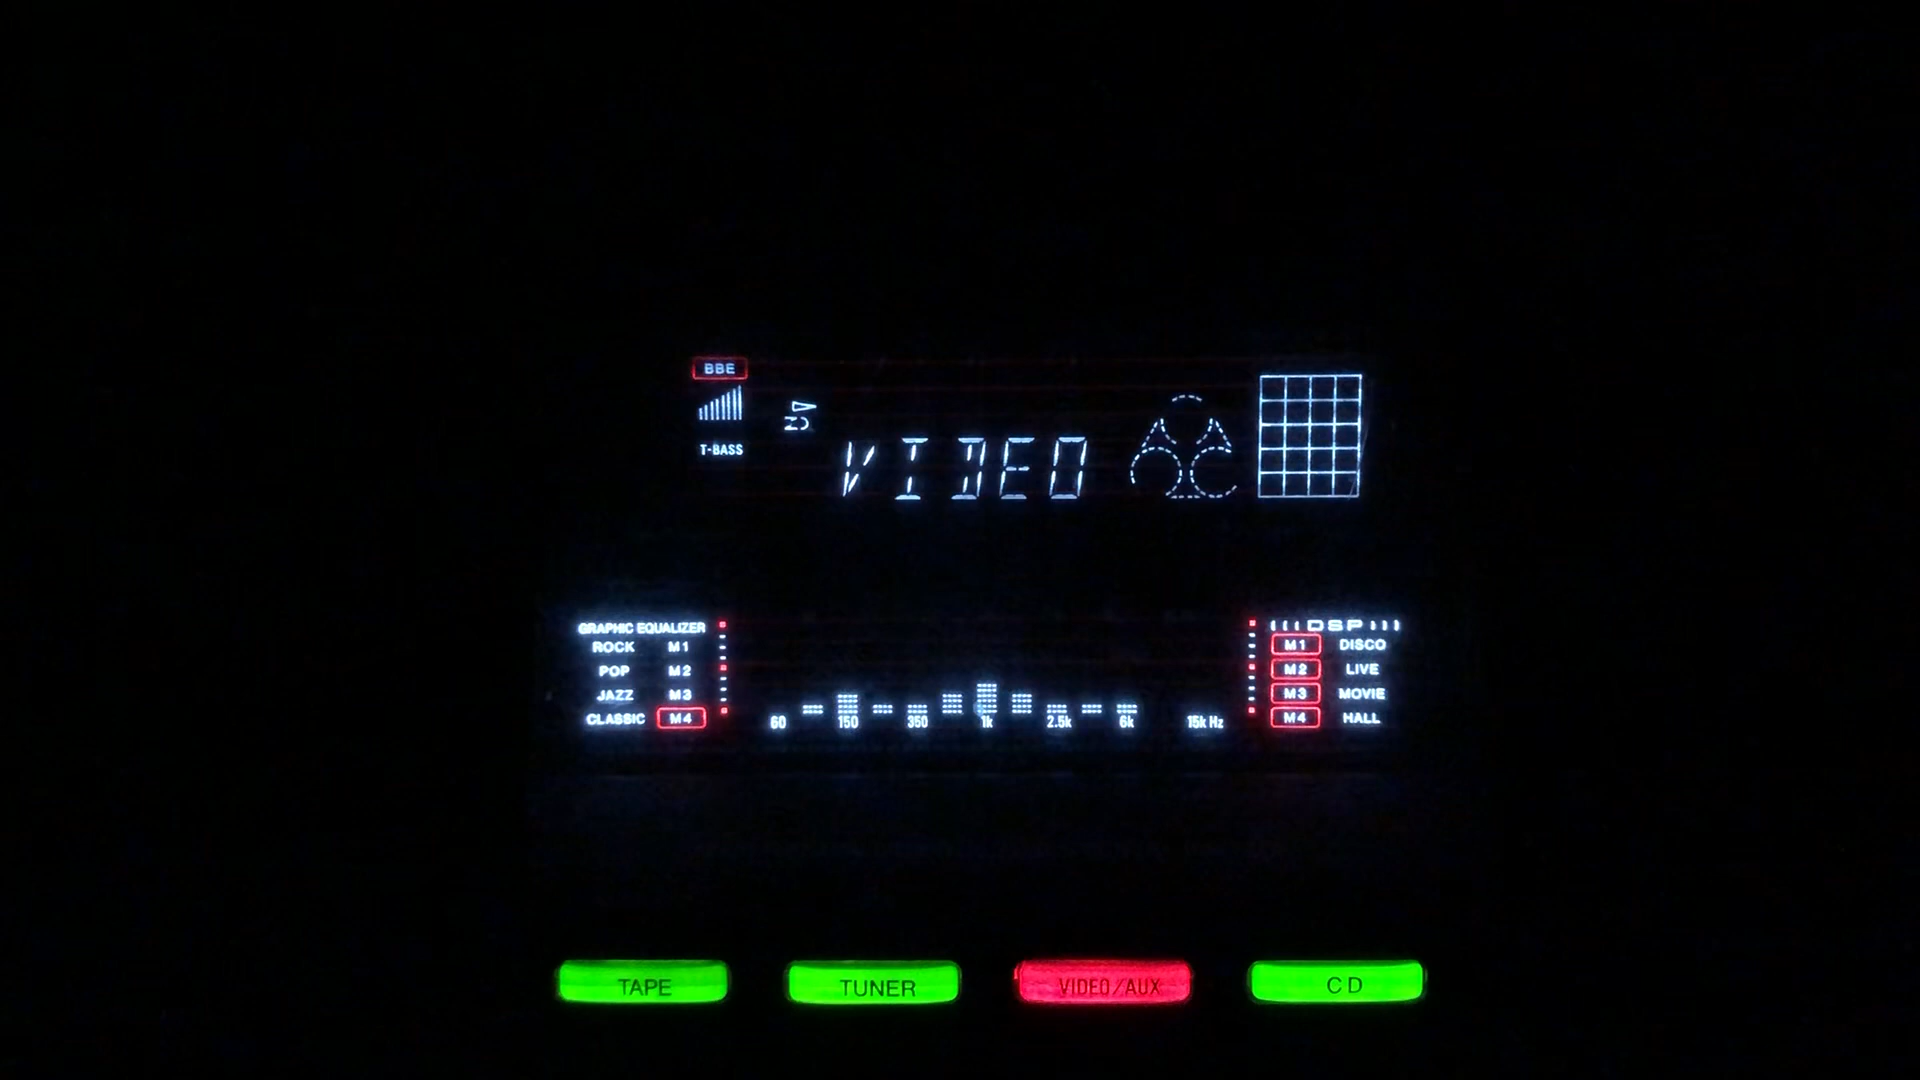 BBE
T-BASS
VIDEO
GRAPHIC EQUALIZER
ROCK M1
POP M2
JAZZ M3
CLASSIC M4
60 150 350 1k 2.5k 6k 15k Hz
DSP
M1 DISCO
M2 LIVE
M3 MOVIE
M4 HALL
TAPE TUNER VIDEO/AUX CD